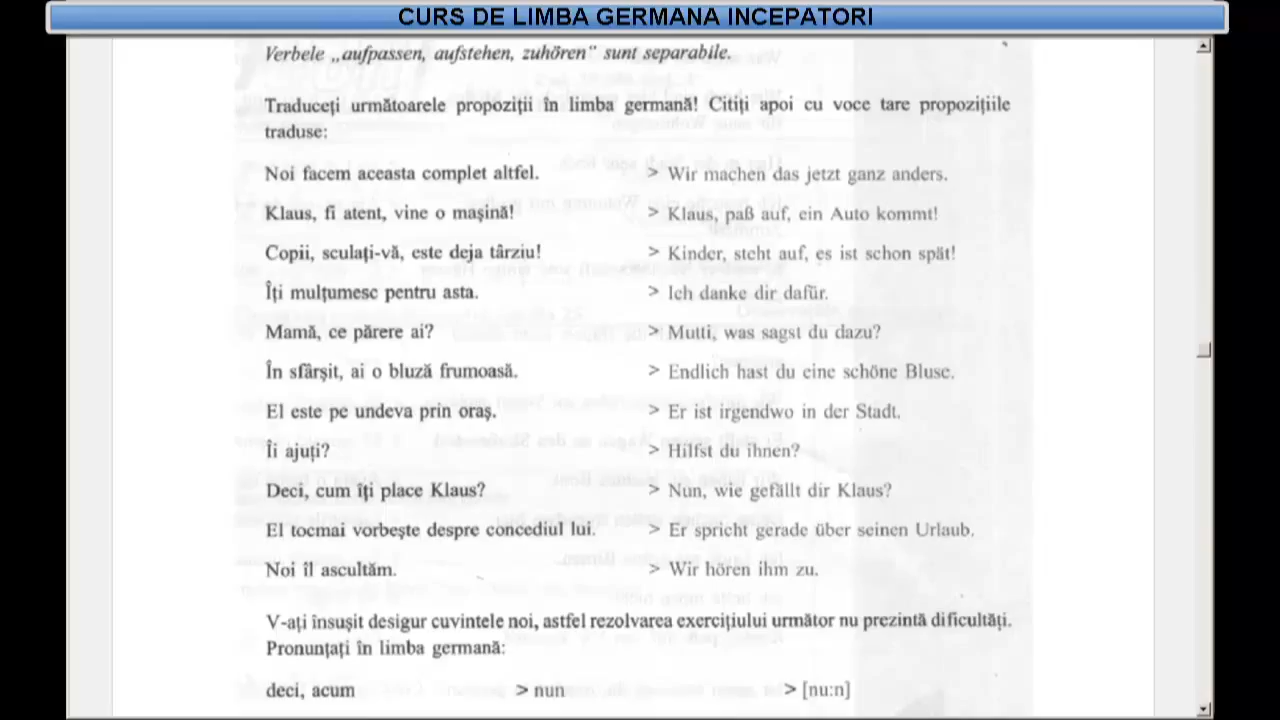 CURS DE LIMBA GERMANA INCEPATORI
Verbele „aufpassen, aufstehen, zuhören“ sunt separabile.
Traduceți următoarele propoziții în limba germană! Citiți apoi cu voce tare propozițiile
traduse:
Noi facem aceasta complet altfel. > Wir machen das jetzt ganz anders.
Klaus, fi atent, vine o mașină! > Klaus, paß auf, ein Auto kommt!
Copii, sculați-vă, este deja târziu! > Kinder, steht auf, es ist schon spät!
Îți mulțumesc pentru asta. > Ich danke dir dafür.
Mamă, ce părere ai? > Mutti, was sagst du dazu?
În sfârșit, ai o bluză frumoasă. > Endlich hast du eine schöne Bluse.
El este pe undeva prin oraș. > Er ist irgendwo in der Stadt.
Îi ajuți? > Hilfst du ihnen?
Deci, cum îți place Klaus? > Nun, wie gefällt dir Klaus?
El tocmai vorbește despre concediul lui. > Er spricht gerade über seinen Urlaub.
Noi îl ascultăm. > Wir hören ihm zu.
V-ați însușit desigur cuvintele noi, astfel rezolvarea exercițiului următor nu prezintă dificultăți.
Pronunțați în limba germană:
deci, acum > nun > [nu:n]